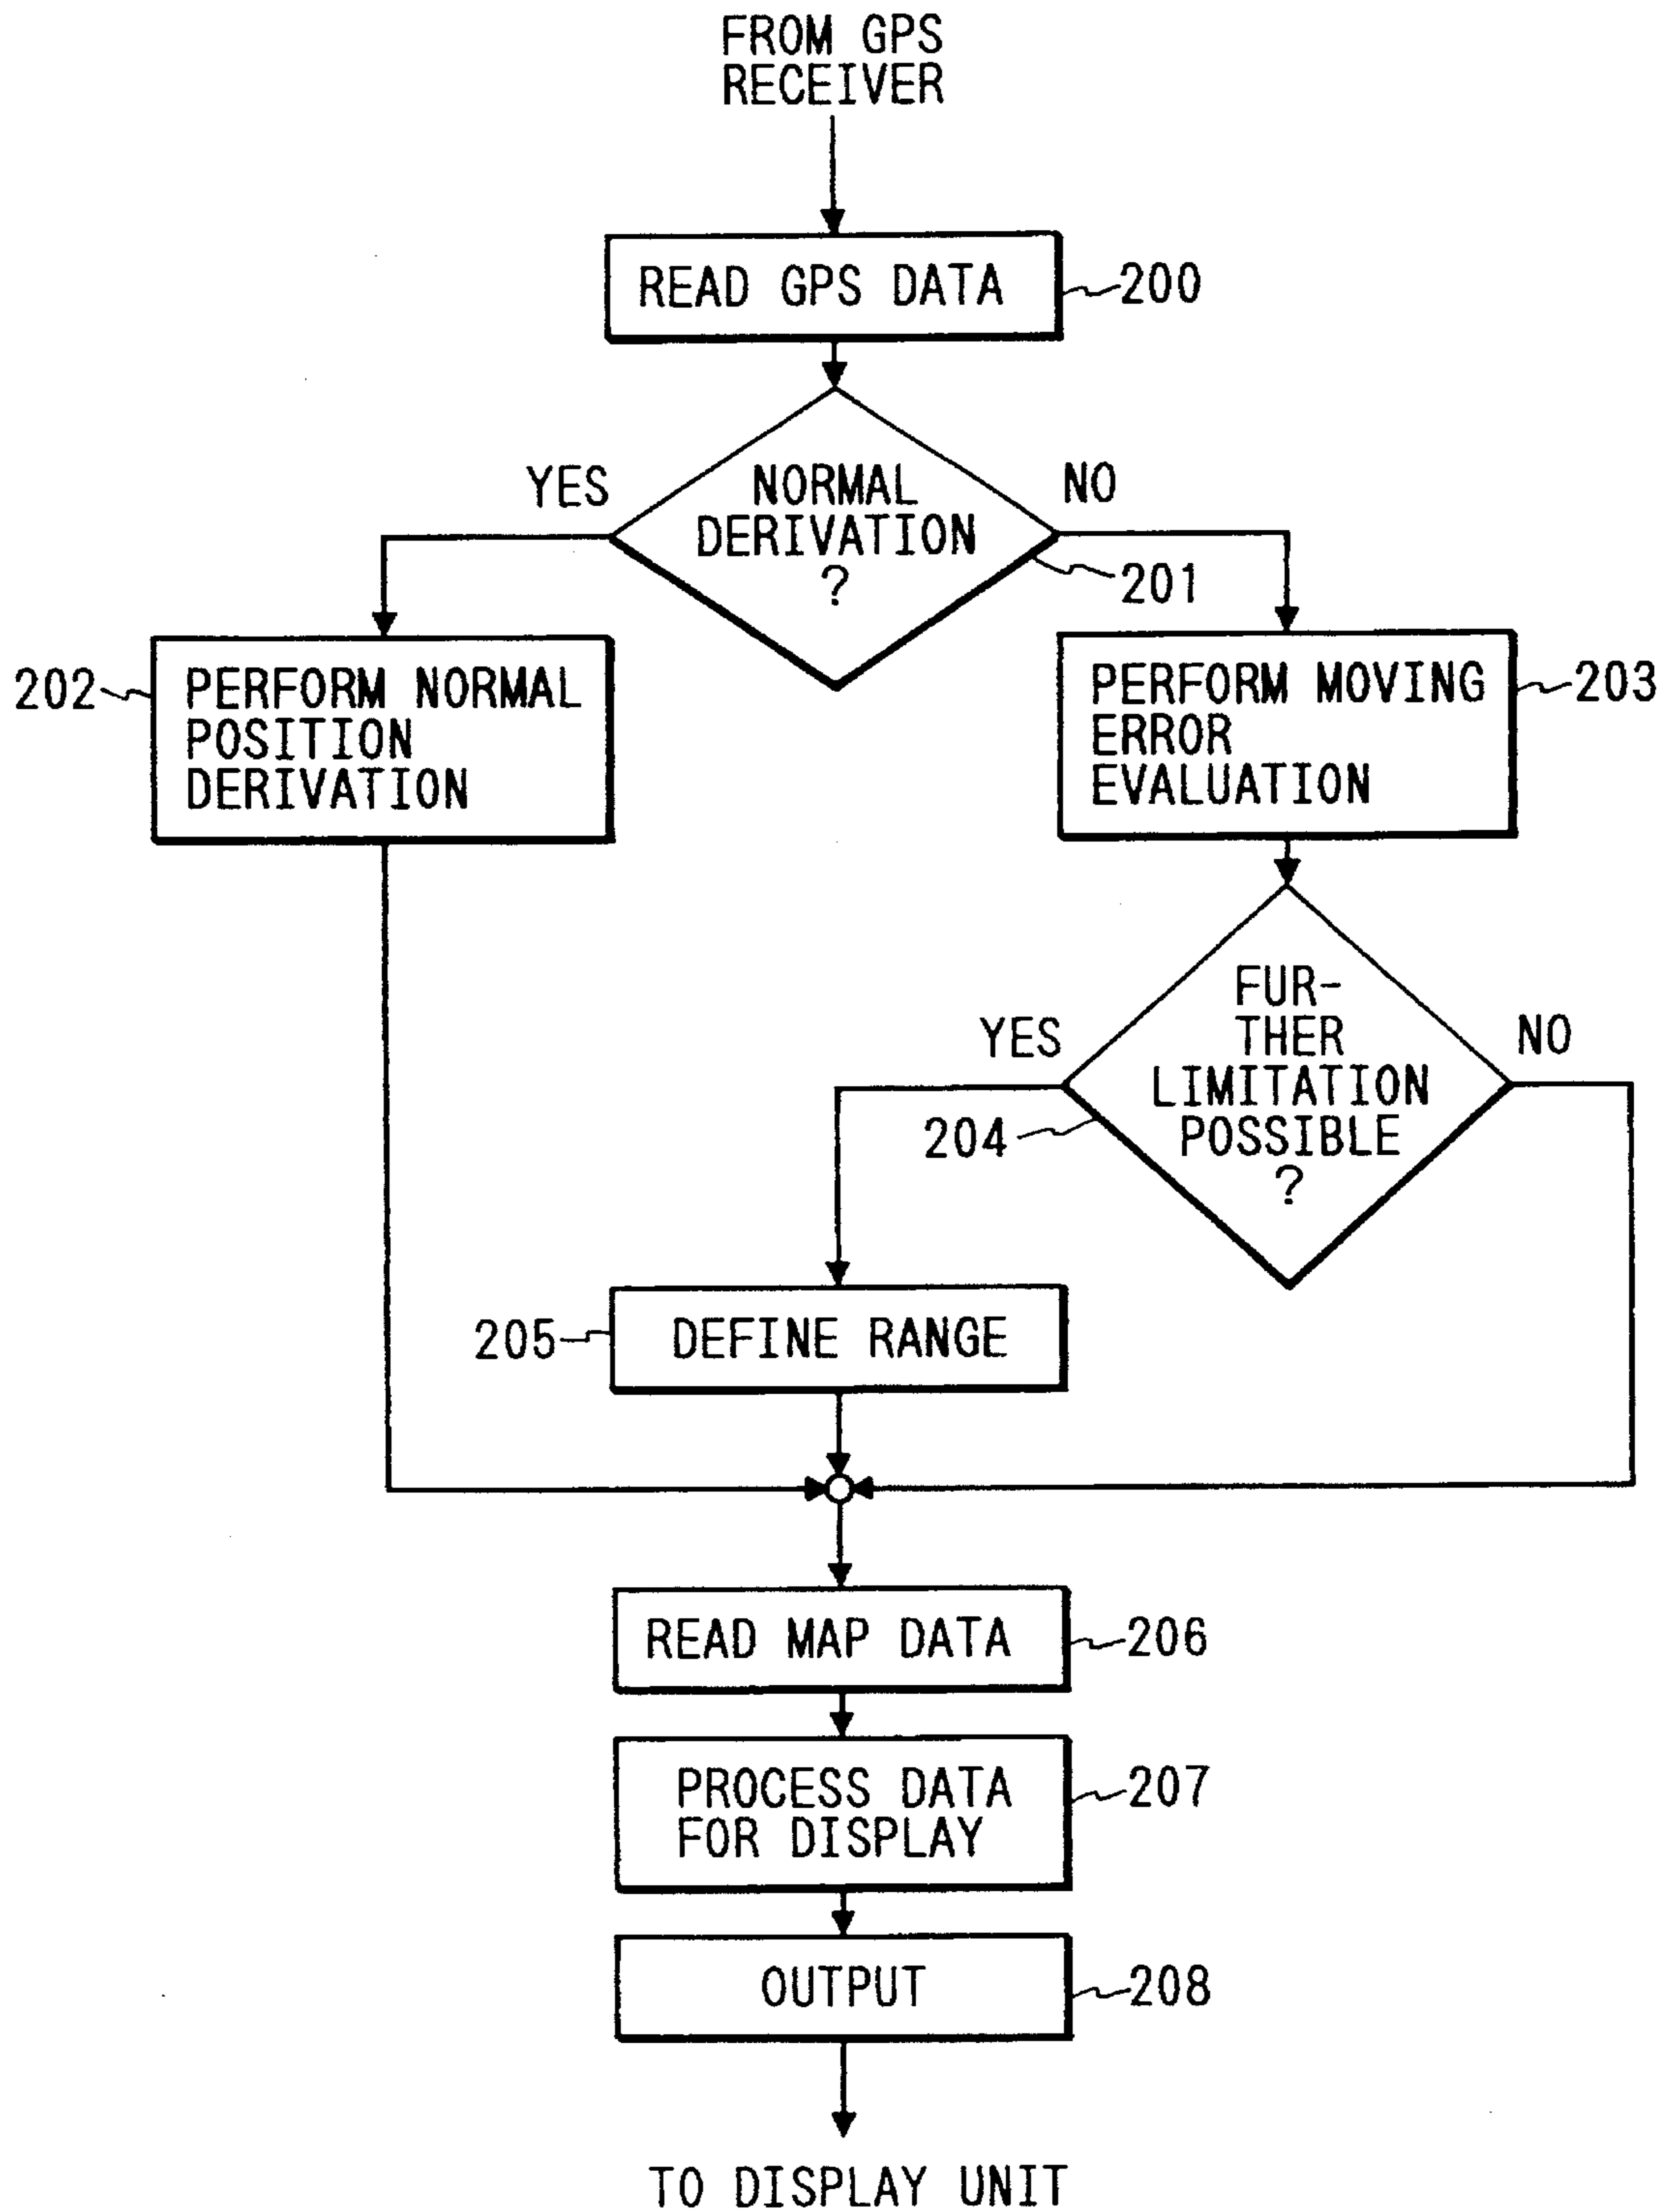 FROM GPS
RECEIVER
READ GPS DATA
200
YES
NORMAL
DERIVATION
?
NO
201
202
PERFORM NORMAL
POSITION
DERIVATION
PERFORM MOVING
ERROR
EVALUATION
203
YES
FUR-
THER
LIMITATION
POSSIBLE
?
NO
204
205
DEFINE RANGE
READ MAP DATA
206
PROCESS DATA
FOR DISPLAY
207
OUTPUT
208
TO DISPLAY UNIT